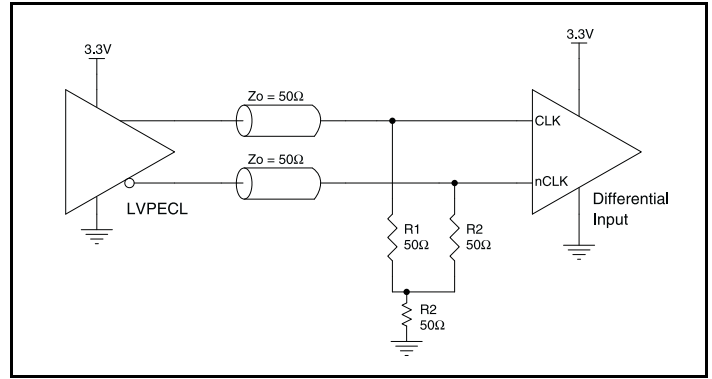 3.3V
3.3V
Zo = 50Ω
CLK
Zo = 50Ω
nCLK
LVPECL
Differential
Input
R1
50Ω
R2
50Ω
R2
50Ω